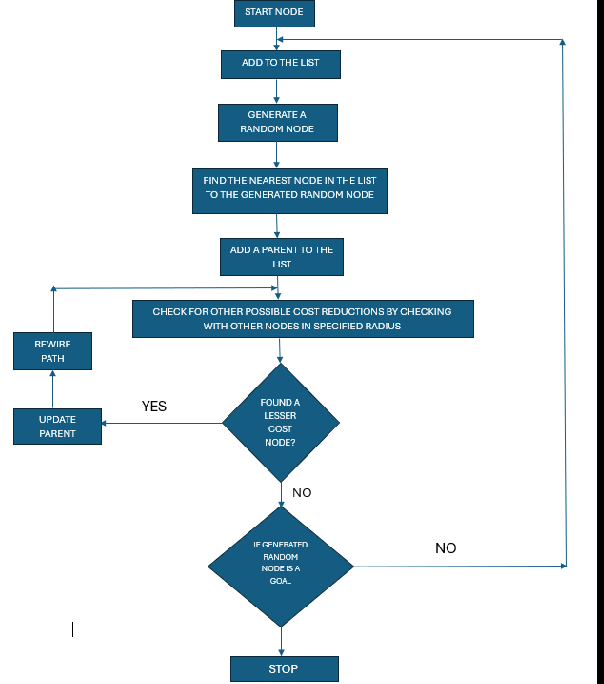 START NODE
ADD TO THE LIST
GENERATE A
RANDOM NODE
FIND THE NEAREST NODE IN THE LIST
TO THE GENERATED RANDOM NODE
ADD A PARENT TO THE
LIST
CHECK FOR OTHER POSSIBLE COST REDUCTIONS BY CHECKING
WITH OTHER NODES IN SPECIFIED RADIUS
REWIRE
PATH
UPDATE
PARENT
YES
FOUND A
LESSER
COST
NODE?
NO
IF GENERATED
RANDOM
NODE IS A
GOAL
NO
STOP